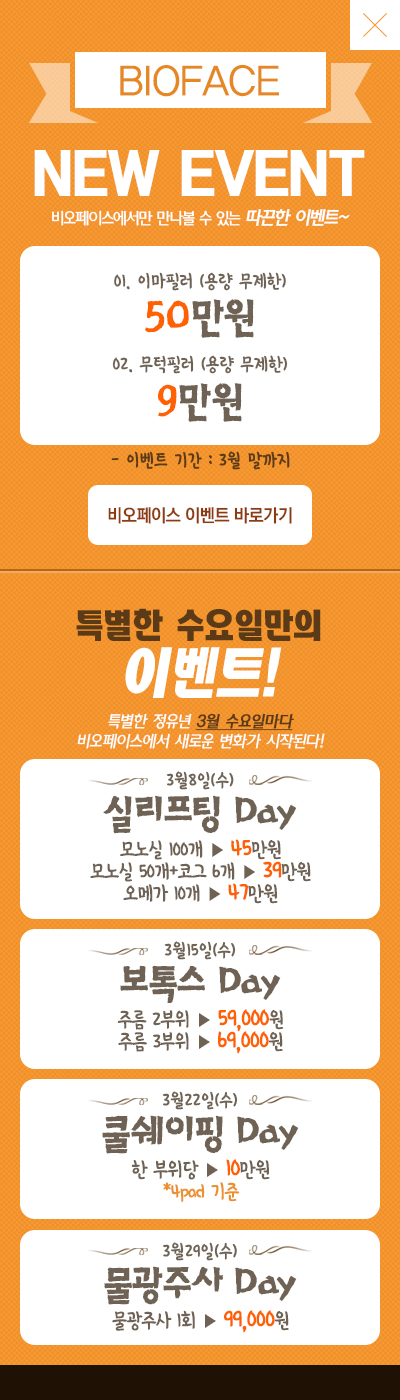 BIOFACE
NEW EVENT
비오페이스에서만 만나볼 수 있는 따끈한 이벤트~
01. 이마필러 (용량 무제한)
50만원
02. 무턱필러 (용량 무제한)
9만원
- 이벤트 기간 : 3월 말까지
비오페이스 이벤트 바로가기
특별한 수요일만의
이벤트!
특별한 정유년 3월 수요일마다
비오페이스에서 새로운 변화가 시작된다!
3월8일(수)
실리프팅 Day
모노실 100개 ▶ 45만원
모노실 50개+코그 6개 ▶ 39만원
오메가 10개 ▶ 47만원
3월15일(수)
보톡스 Day
주름 2부위 ▶ 59,000원
주름 3부위 ▶ 69,000원
3월22일(수)
쿨쉐이핑 Day
한 부위당 ▶ 10만원
*4pad 기준
3월29일(수)
물광주사 Day
물광주사 1회 ▶ 99,000원